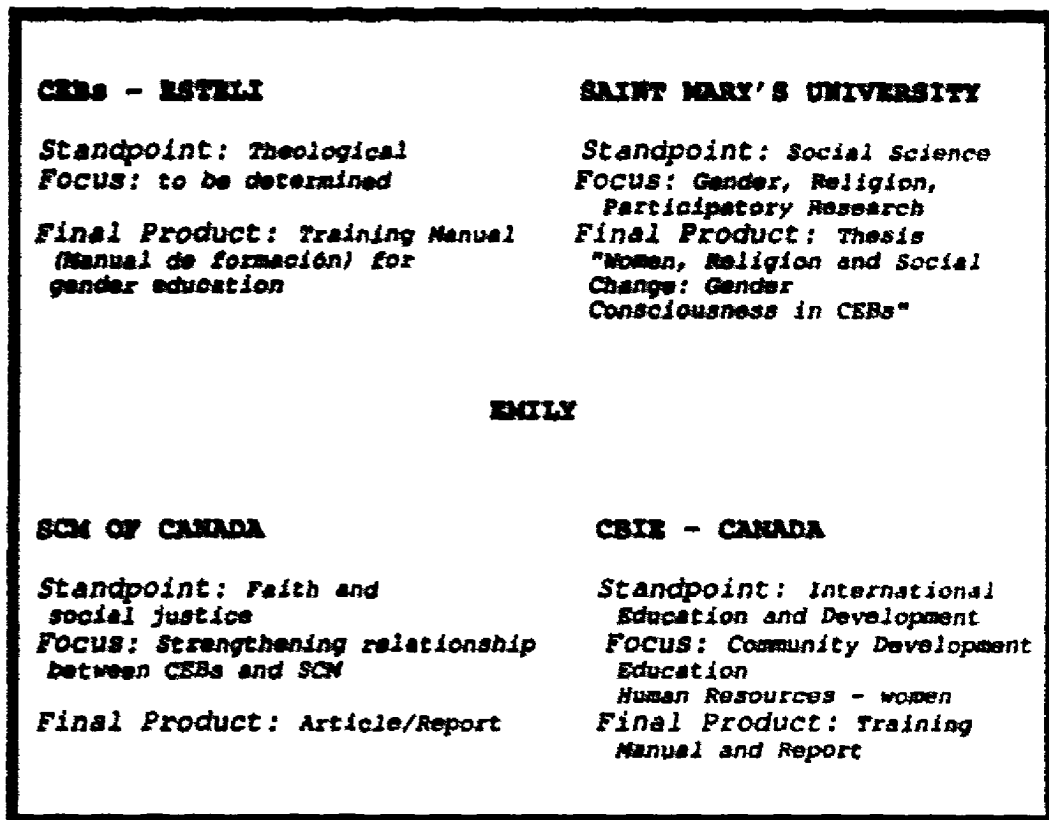 CEBs - ESTELI
Standpoint: Theological
Focus: to be determined
Final Product: Training Manual
(Manual de formación) for
gender education
SAINT MARY'S UNIVERSITY
Standpoint: Social Science
Focus: Gender, Religion,
Participatory Research
Final Product: Thesis
"Women, Religion and Social
Change: Gender
Consciousness in CEBs"
EMILY
SCM OF CANADA
Standpoint: Faith and
social justice
Focus: Strengthening relationship
between CEBs and SCM
Final Product: Article/Report
CBIE - CANADA
Standpoint: International
Education and Development
Focus: Community Development
Education
Human Resources - women
Final Product: Training
Manual and Report